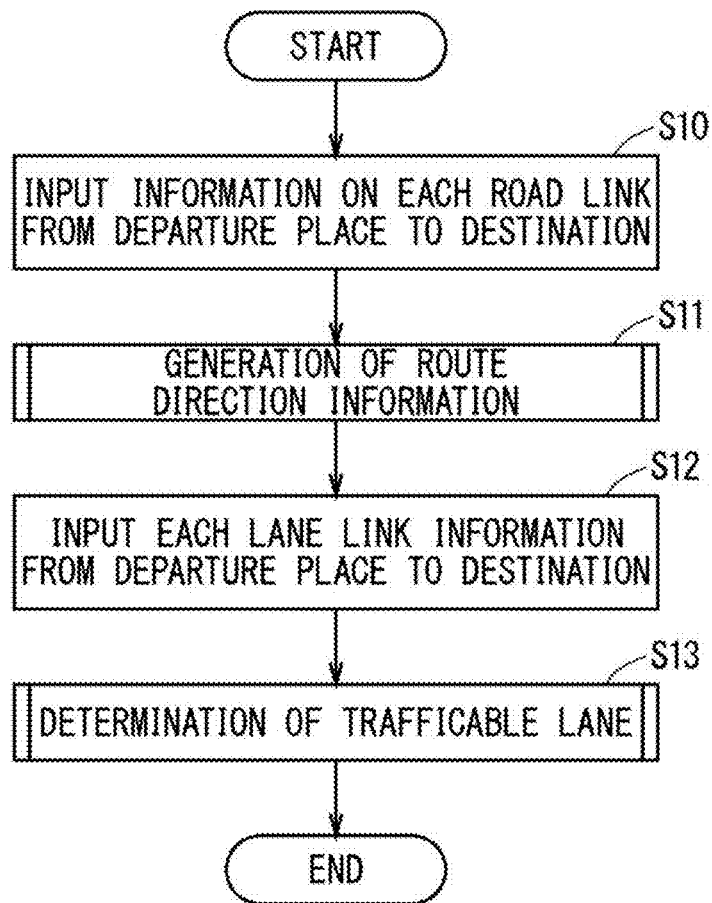 START
S10
INPUT INFORMATION ON EACH ROAD LINK
FROM DEPARTURE PLACE TO DESTINATION
S11
GENERATION OF ROUTE
DIRECTION INFORMATION
S12
INPUT EACH LANE LINK INFORMATION
FROM DEPARTURE PLACE TO DESTINATION
S13
DETERMINATION OF TRAFFICABLE LANE
END